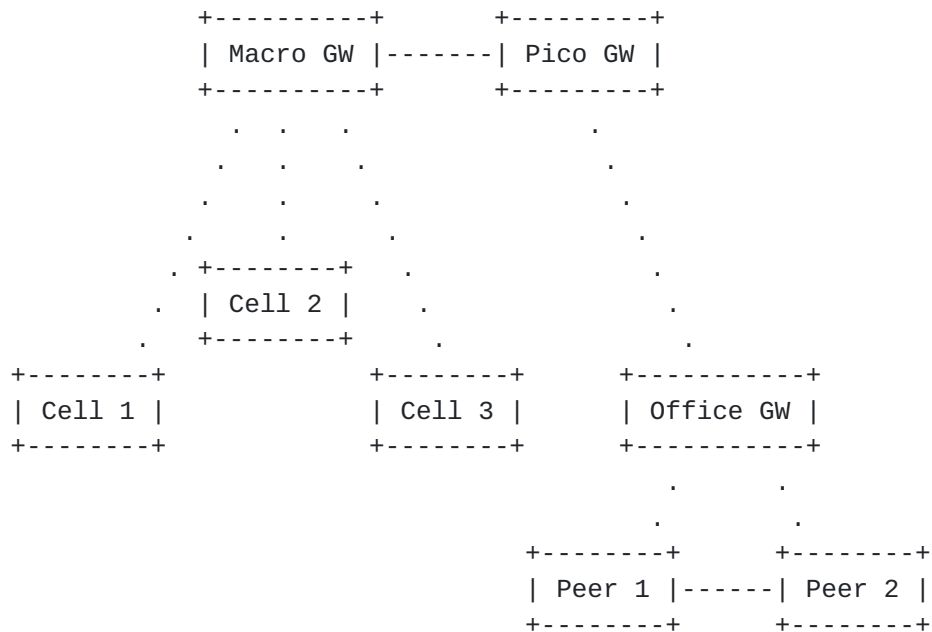 Macro GW Pico GW
Cell 2
Cell 1 Cell 3 Office GW
Peer 1 Peer 2